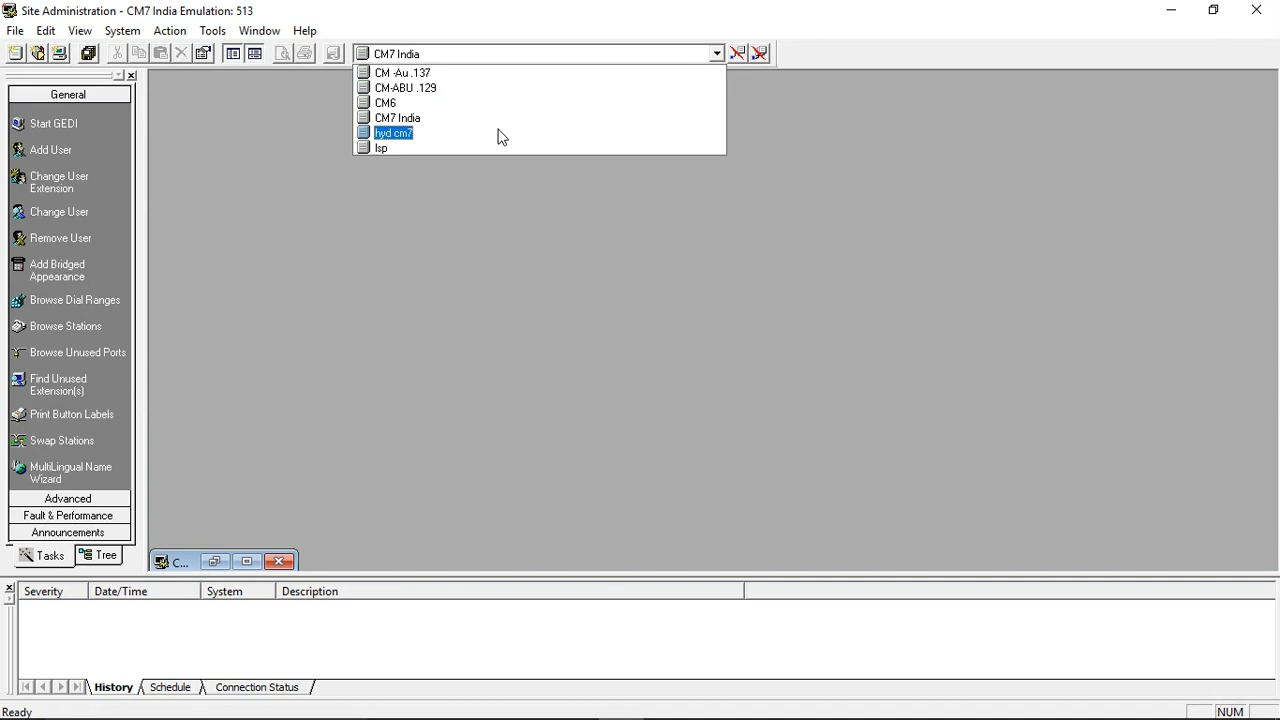 Site Administration - CM7 India Emulation: 513
File Edit View System Action Tools Window Help
CM7 India
CM -Au .137
CM-ABU .129
CM6
CM7 India
hyd cm7
lsp
General
Start GEDI
Add User
Change User
Extension
Change User
Remove User
Add Bridged
Appearance
Browse Dial Ranges
Browse Stations
Browse Unused Ports
Find Unused
Extension(s)
Print Button Labels
Swap Stations
MultiLingual Name
Wizard
Advanced
Fault & Performance
Announcements
Tasks Tree
C...
Severity Date/Time System Description
History Schedule Connection Status
Ready NUM